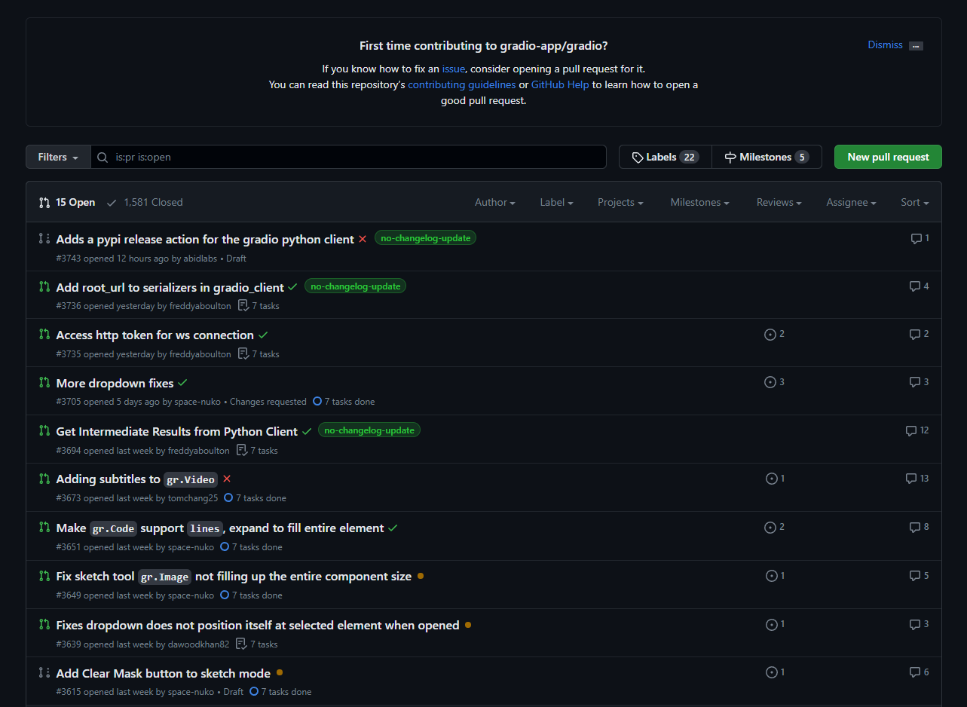 First time contributing to gradio-app/gradio?
Dismiss
If you know how to fix an issue, consider opening a pull request for it.
You can read this repository's contributing guidelines or GitHub Help to learn how to open a
good pull request.
Filters is:pr is:open Labels 22 Milestones 5 New pull request
15 Open 1,581 Closed Author Label Projects Milestones Reviews Assignee Sort
Adds a pypi release action for the gradio python client no-changelog-update 1
#3743 opened 12 hours ago by abidlabs • Draft
Add root_url to serializers in gradio_client no-changelog-update 4
#3736 opened yesterday by freddyaboulton 7 tasks
Access http token for ws connection 2 2
#3735 opened yesterday by freddyaboulton 7 tasks
More dropdown fixes 3 3
#3705 opened 5 days ago by space-nuko • Changes requested 7 tasks done
Get Intermediate Results from Python Client no-changelog-update 12
#3694 opened last week by freddyaboulton 7 tasks
Adding subtitles to gr.Video 1 13
#3673 opened last week by tomchang25 7 tasks done
Make gr.Code support lines, expand to fill entire element 2 8
#3651 opened last week by space-nuko 7 tasks done
Fix sketch tool gr.Image not filling up the entire component size 1 5
#3649 opened last week by space-nuko 7 tasks done
Fixes dropdown does not position itself at selected element when opened 1 3
#3639 opened last week by dawoodkhan82 7 tasks
Add Clear Mask button to sketch mode 1 6
#3615 opened last week by space-nuko • Draft 7 tasks done